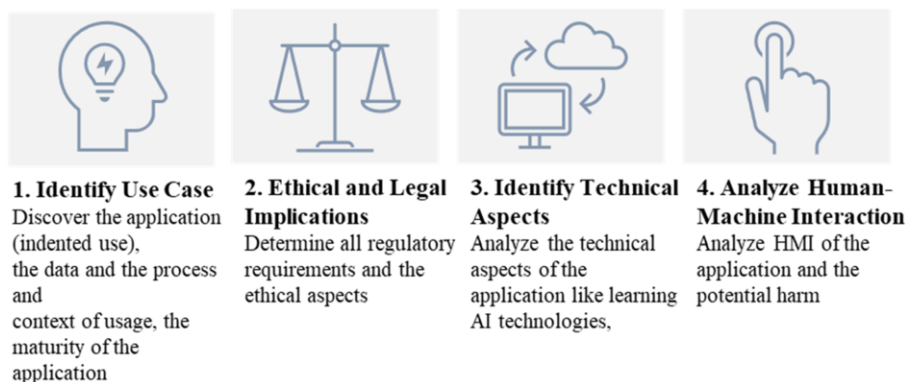 1. Identify Use Case
Discover the application
(indented use),
the data and the process
and
context of usage, the
maturity of the
application
2. Ethical and Legal
Implications
Determine all regulatory
requirements and the
ethical aspects
3. Identify Technical
Aspects
Analyze the technical
aspects of the
application like learning
AI technologies,
4. Analyze Human-
Machine Interaction
Analyze HMI of the
application and the
potential harm